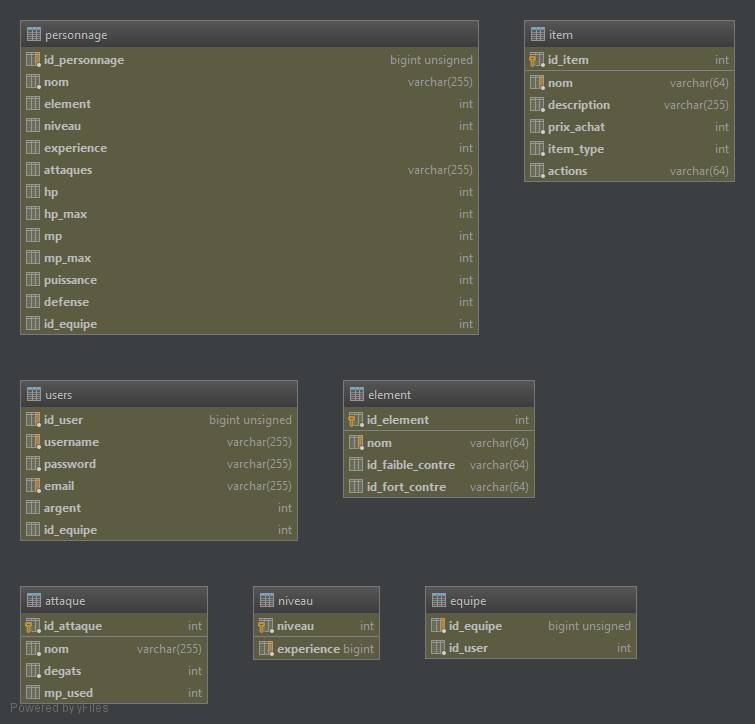 personnage
id_personnage bigint unsigned
nom varchar(255)
element int
niveau int
experience int
attaques varchar(255)
hp int
hp_max int
mp int
mp_max int
puissance int
defense int
id_equipe int
item
id_item int
nom varchar(64)
description varchar(255)
prix_achat int
item_type int
actions varchar(64)
users
id_user bigint unsigned
username varchar(255)
password varchar(255)
email varchar(255)
argent int
id_equipe int
element
id_element int
nom varchar(64)
id_faible_contre varchar(64)
id_fort_contre varchar(64)
attaque
id_attaque int
nom varchar(255)
degats int
mp_used int
niveau
niveau int
experience bigint
equipe
id_equipe bigint unsigned
id_user int
Powered by yFiles